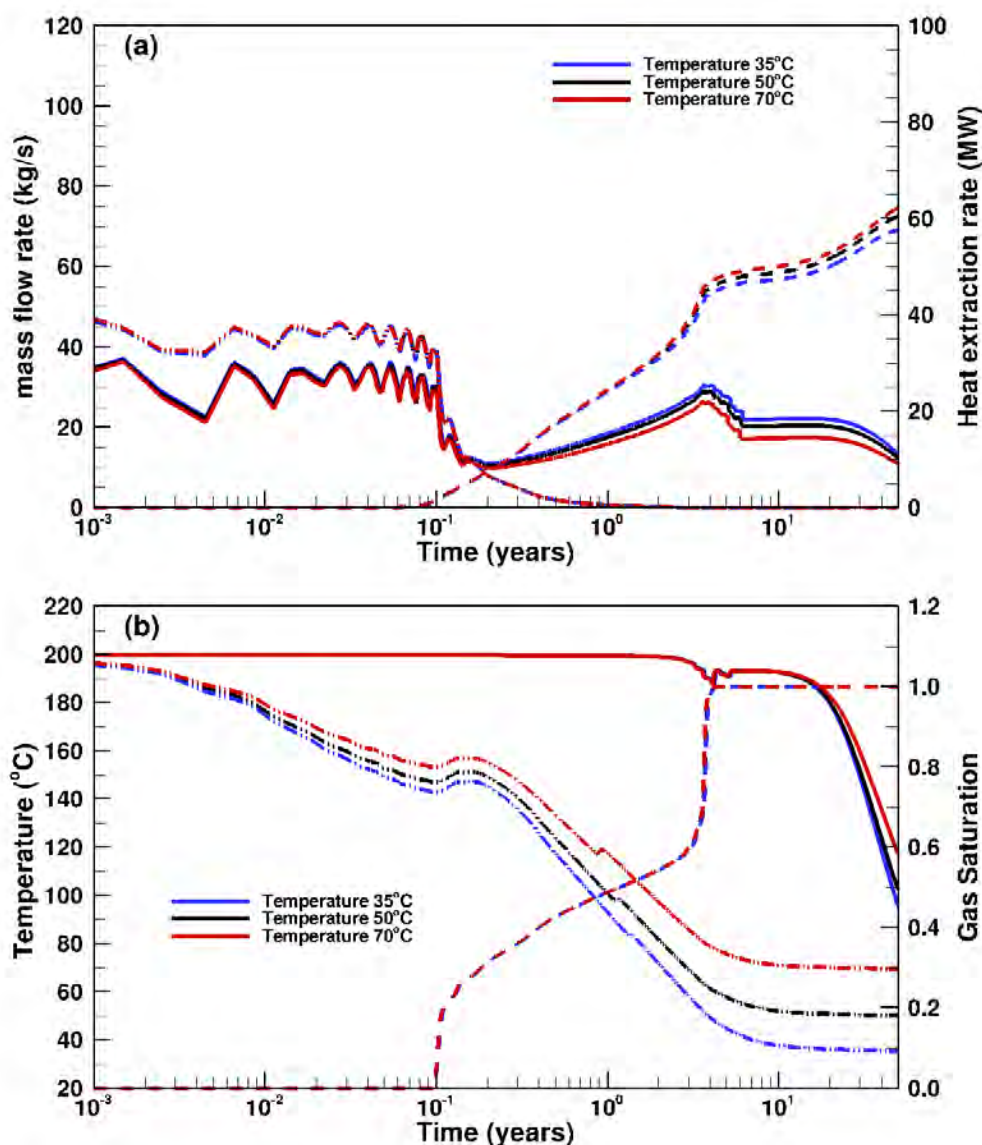 (a)
Temperature 35°C
Temperature 50°C
Temperature 70°C
mass flow rate (kg/s)
120
100
80
60
40
20
0
Heat extraction rate (MW)
100
80
60
40
20
0
10⁻³ 10⁻² 10⁻¹ 10⁰ 10¹
Time (years)
(b)
Temperature 35°C
Temperature 50°C
Temperature 70°C
Temperature (°C)
220
200
180
160
140
120
100
80
60
40
20
Gas Saturation
1.2
1.0
0.8
0.6
0.4
0.2
0.0
10⁻³ 10⁻² 10⁻¹ 10⁰ 10¹
Time (years)